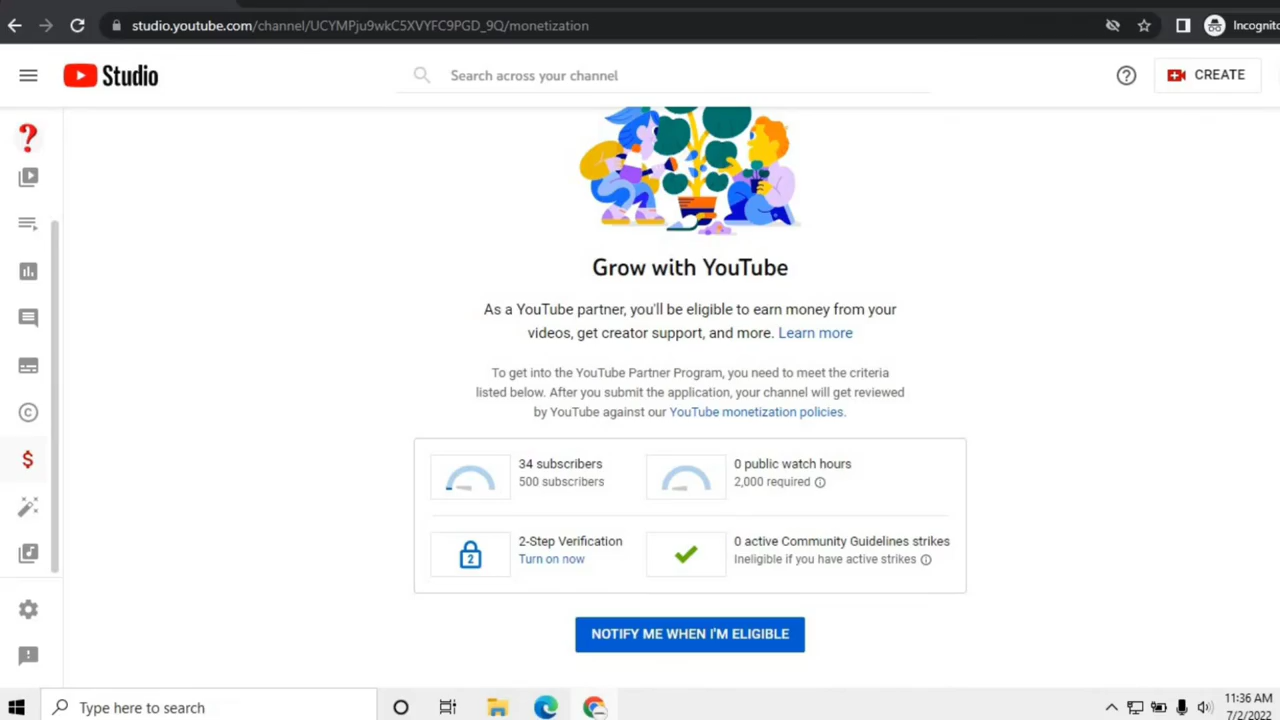 studio.youtube.com/channel/UCYMPju9wkC5XVYFC9PGD_9Q/monetization
Incognito
Studio
Search across your channel
CREATE
?
Grow with YouTube
As a YouTube partner, you'll be eligible to earn money from your
videos, get creator support, and more. Learn more
To get into the YouTube Partner Program, you need to meet the criteria
listed below. After you submit the application, your channel will get reviewed
by YouTube against our YouTube monetization policies.
34 subscribers
500 subscribers
0 public watch hours
2,000 required
2-Step Verification
Turn on now
2
0 active Community Guidelines strikes
Ineligible if you have active strikes
NOTIFY ME WHEN I'M ELIGIBLE
Type here to search
11:36 AM
7/2/2022